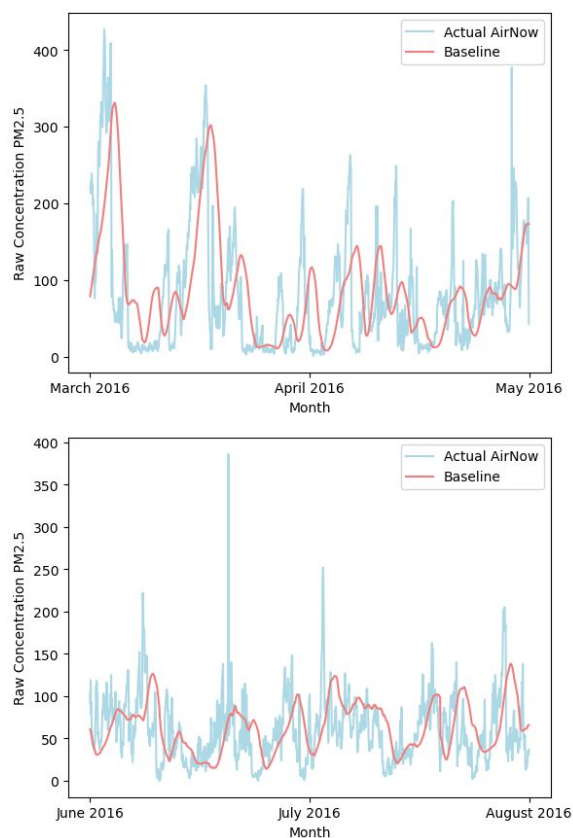 Actual AirNow
Baseline
400
300
200
100
0
Raw Concentration PM2.5
March 2016
April 2016
May 2016
Month
Actual AirNow
Baseline
400
350
300
250
200
150
100
50
0
Raw Concentration PM2.5
June 2016
July 2016
August 2016
Month